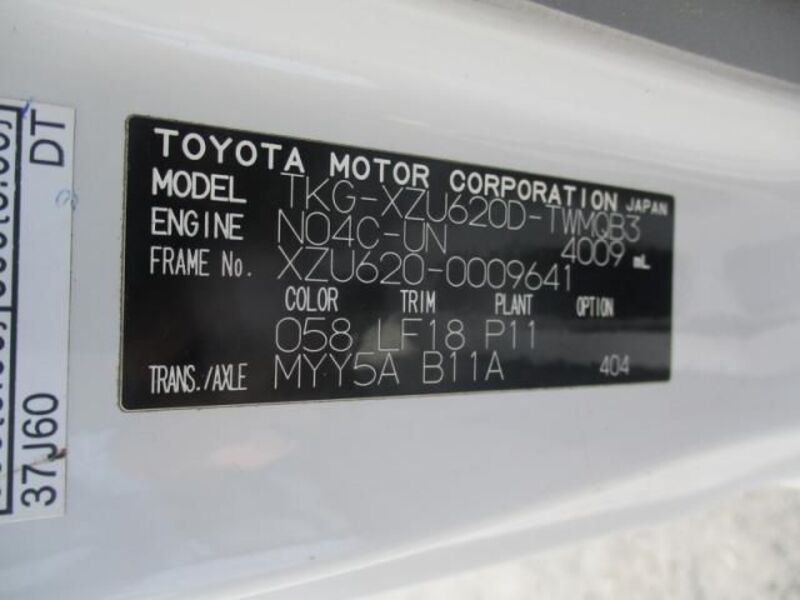 TOYOTA MOTOR CORPORATION JAPAN
MODEL TKG-XZU620D-TWMQB3
ENGINE N04C-UN 4009 mL
FRAME No. XZU620-0009641
COLOR TRIM PLANT OPTION
058 LF18 P11
TRANS./AXLE MYY5A B11A 404
37J60 DT